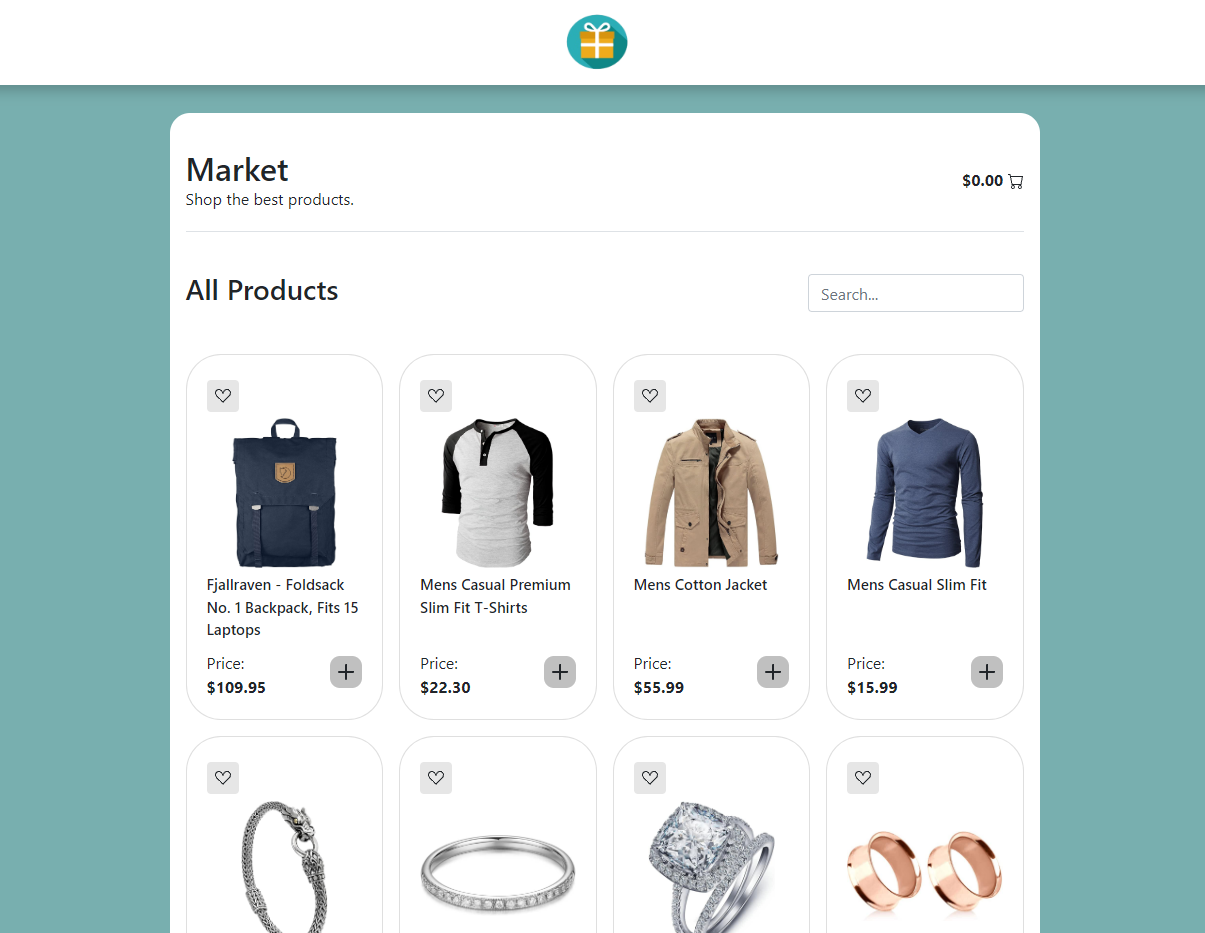 Market
Shop the best products.
$0.00
All Products
Search...
Fjallraven - Foldsack
No. 1 Backpack, Fits 15
Laptops
Price:
$109.95
Mens Casual Premium
Slim Fit T-Shirts
Price:
$22.30
Mens Cotton Jacket
Price:
$55.99
Mens Casual Slim Fit
Price:
$15.99